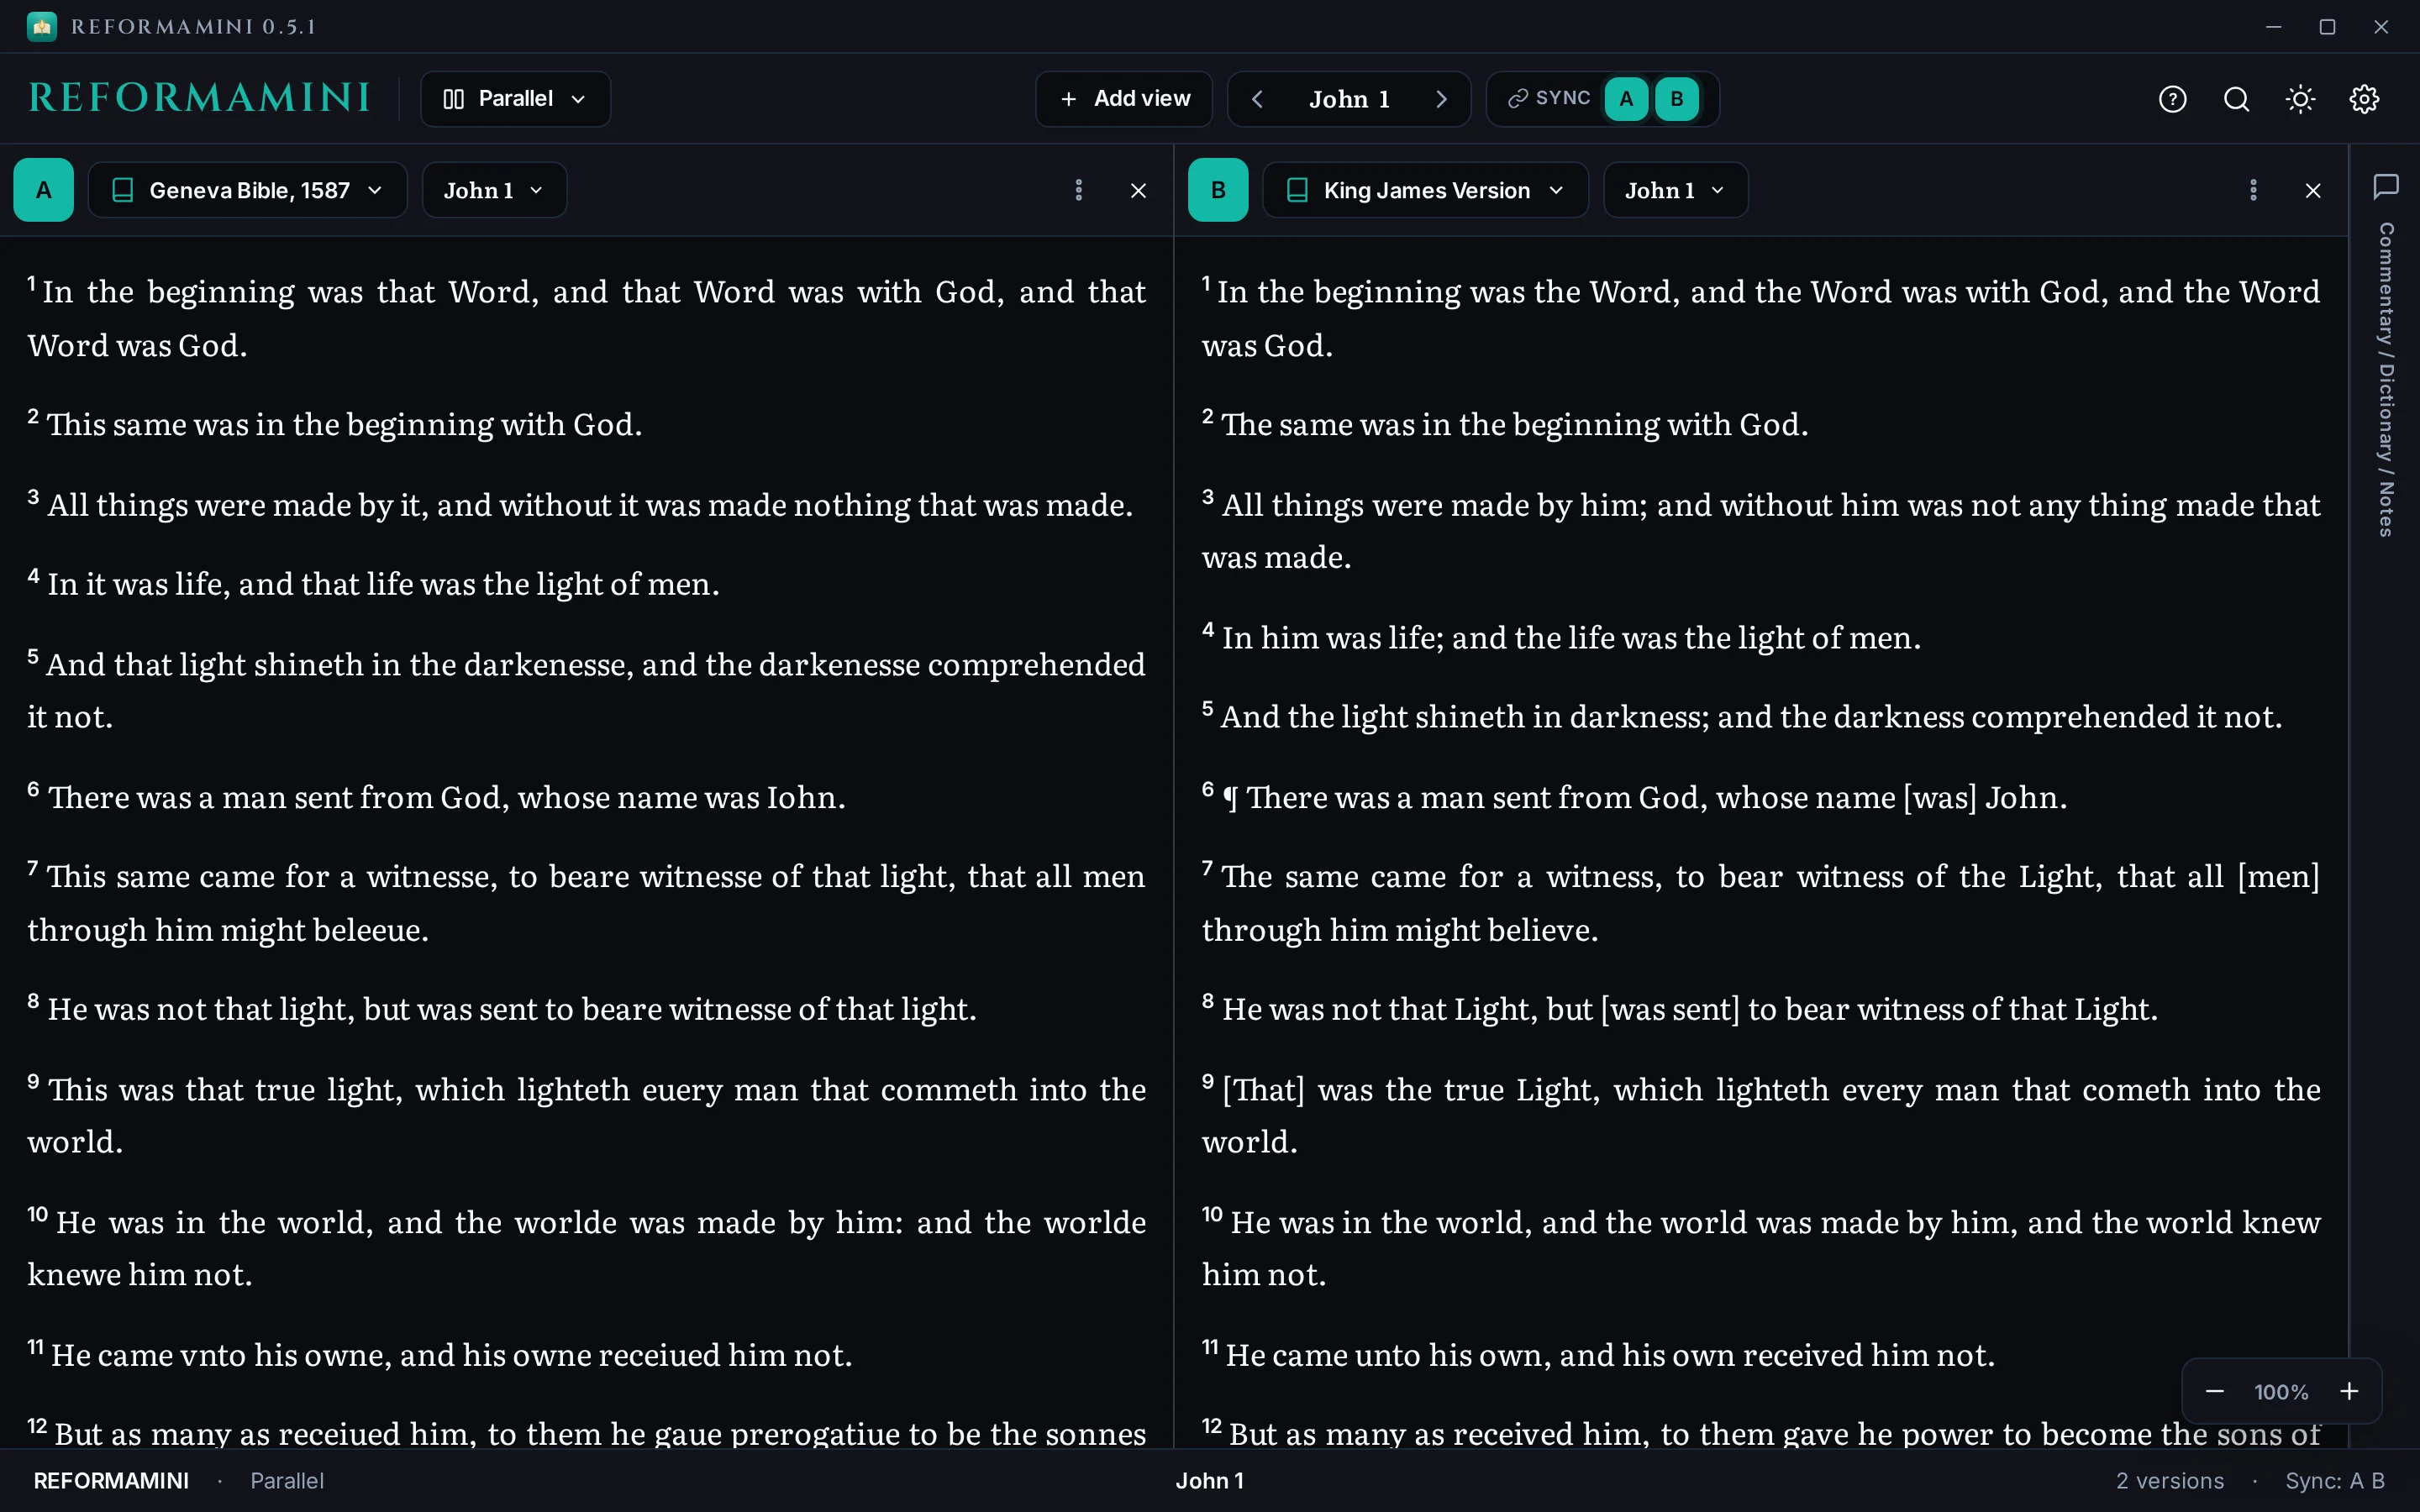 REFORMAMINI 0.5.1
REFORMAMINI
Parallel
Add view
John 1
SYNC
A
B
A
Geneva Bible, 1587
John 1
1 In the beginning was that Word, and that Word was with God, and that
Word was God.
2 This same was in the beginning with God.
3 All things were made by it, and without it was made nothing that was made.
4 In it was life, and that life was the light of men.
5 And that light shineth in the darkenesse, and the darkenesse comprehended
it not.
6 There was a man sent from God, whose name was Iohn.
7 This same came for a witnesse, to beare witnesse of that light, that all men
through him might beleeue.
8 He was not that light, but was sent to beare witnesse of that light.
9 This was that true light, which lighteth euery man that commeth into the
world.
10 He was in the world, and the worlde was made by him: and the worlde
knewe him not.
11 He came vnto his owne, and his owne receiued him not.
12 But as many as receiued him, to them he gaue prerogatiue to be the sonnes
B
King James Version
John 1
1 In the beginning was the Word, and the Word was with God, and the Word
was God.
2 The same was in the beginning with God.
3 All things were made by him; and without him was not any thing made that
was made.
4 In him was life; and the life was the light of men.
5 And the light shineth in darkness; and the darkness comprehended it not.
6 ¶ There was a man sent from God, whose name [was] John.
7 The same came for a witness, to bear witness of the Light, that all [men]
through him might believe.
8 He was not that Light, but [was sent] to bear witness of that Light.
9 [That] was the true Light, which lighteth every man that cometh into the
world.
10 He was in the world, and the world was made by him, and the world knew
him not.
11 He came unto his own, and his own received him not.
12 But as many as received him, to them gave he power to become the sons of
Commentary / Dictionary / Notes
100%
REFORMAMINI · Parallel
John 1
2 versions · Sync: A B